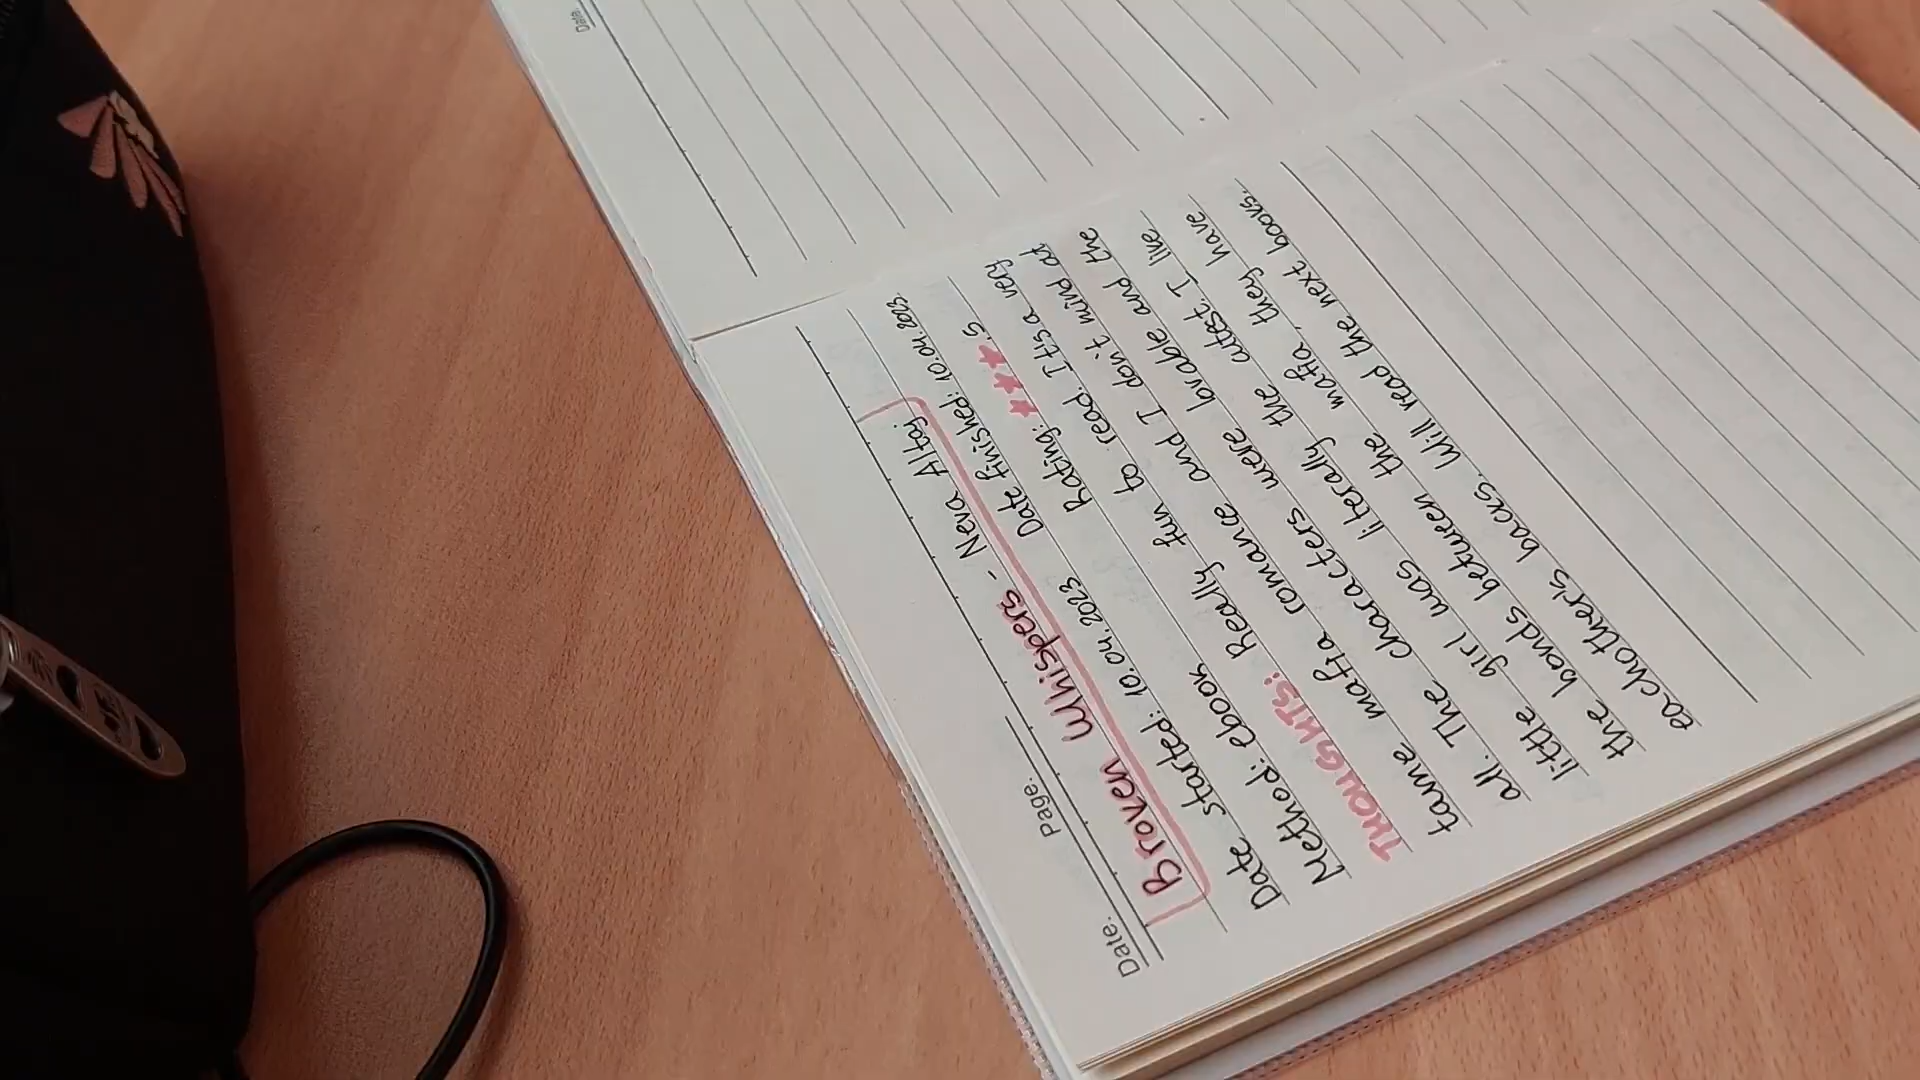 Date.
Date.
Page.
Broken Whispers - Neva Altaj
Date started: 10.04.2023
Date finished: 10.04.2023.
Method: ebook
Rating: ★★★.5
THOUGHTS: Really fun to read. It's a very
tame mafia romance and I don't mind at
all. The characters were lovable and the
little girl was literally the cutest. I live
the bonds between the mafia, they have
eachother's backs. Will read the next books.